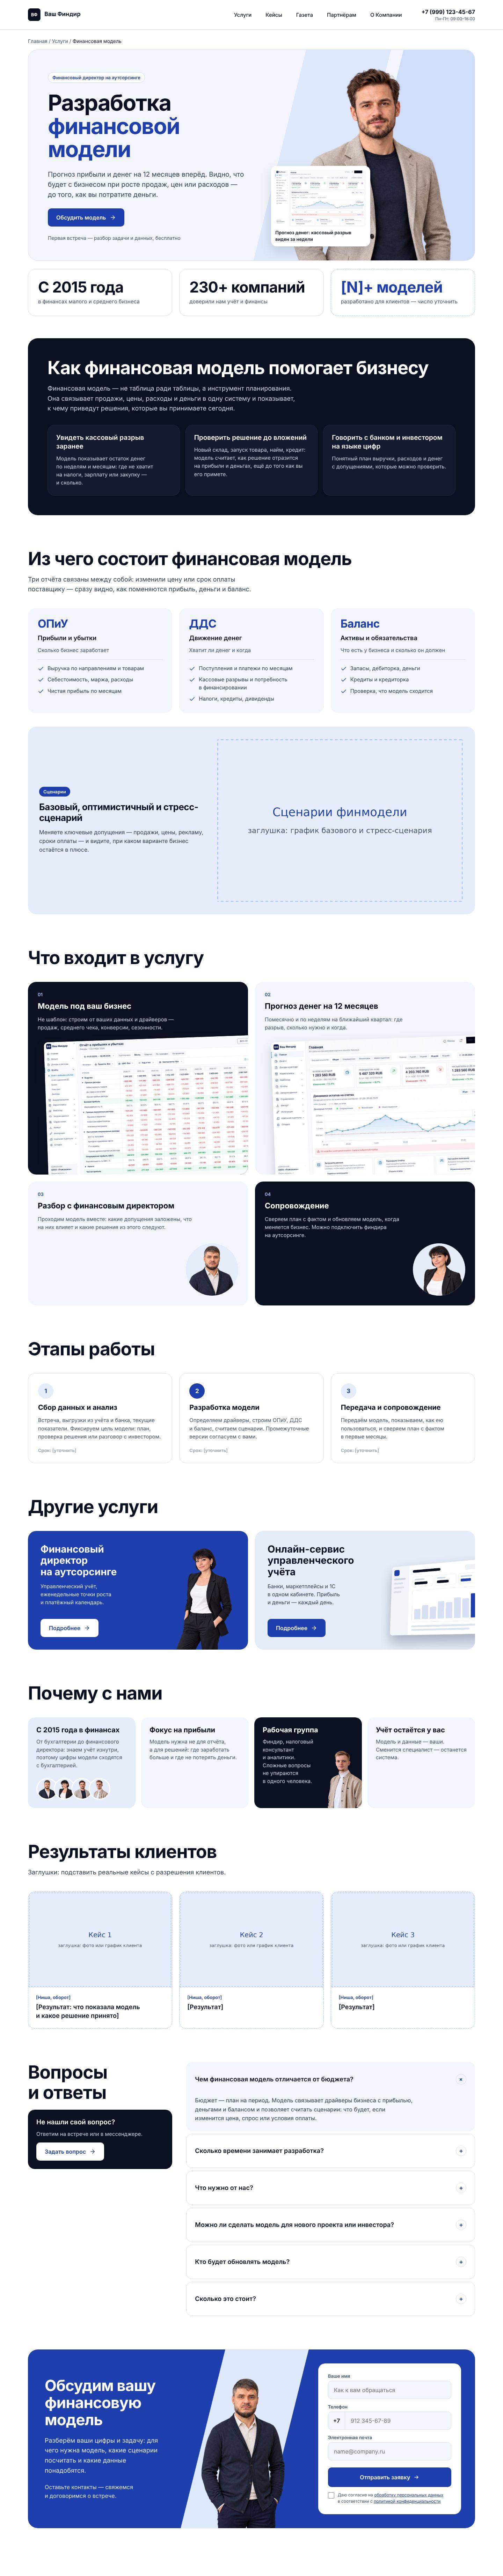 Ваш Финдир
Услуги
Кейсы
Газета
Партнёрам
О Компании
+7 (999) 123-45-67
Пн–Пт: 09:00–19:00
Главная / Услуги / Финансовая модель
Финансовый директор на аутсорсинге
Разработка
финансовой
модели
Прогноз прибыли и денег на 12 месяцев вперёд. Видно, что
будет с бизнесом при росте продаж, цен или расходов —
до того, как вы потратите деньги.
Обсудить модель →
Первая встреча — разбор задачи и данных, бесплатно
Прогноз денег: кассовый разрыв
виден за недели
С 2015 года
в финансах малого и среднего бизнеса
230+ компаний
доверили нам учёт и финансы
[N]+ моделей
разработано для клиентов — число уточнить
Как финансовая модель помогает бизнесу
Финансовая модель — не таблица ради таблицы, а инструмент планирования.
Она связывает продажи, цены, расходы и деньги в одну систему и показывает,
к чему приведут решения, которые вы принимаете сегодня.
Увидеть кассовый разрыв
заранее
Модель показывает остаток денег
по неделям и месяцам: где не хватит
на налоги, зарплату или закупку —
и сколько.
Проверить решение до вложений
Новый склад, запуск товара, найм, кредит:
модель считает, как решение отразится
на прибыли и деньгах, ещё до того как вы
его примете.
Говорить с банком и инвестором
на языке цифр
Понятный план выручки, расходов и денег
с допущениями, которые можно проверить.
Из чего состоит финансовая модель
Три отчёта связаны между собой: изменили цену или срок оплаты
поставщику — сразу видно, как поменяются прибыль, деньги и баланс.
ОПиУ
Прибыли и убытки
Сколько бизнес заработает
Выручка по направлениям и товарам
Себестоимость, маржа, расходы
Чистая прибыль по месяцам
ДДС
Движение денег
Хватит ли денег и когда
Поступления и платежи по месяцам
Кассовые разрывы и потребность
в финансировании
Налоги, кредиты, дивиденды
Баланс
Активы и обязательства
Что есть у бизнеса и сколько он должен
Запасы, дебиторка, деньги
Кредиты и кредиторка
Проверка, что модель сходится
Сценарии
Базовый, оптимистичный и стресс-
сценарий
Меняете ключевые допущения — продажи, цены, рекламу,
сроки оплаты — и видите, при каком варианте бизнес
остаётся в плюсе.
Сценарии финмодели
заглушка: график базового и стресс-сценария
Что входит в услугу
01
Модель под ваш бизнес
Не шаблон: строим от ваших данных и драйверов —
продаж, среднего чека, конверсии, сезонности.
02
Прогноз денег на 12 месяцев
Помесячно и по неделям на ближайший квартал: где
разрыв, сколько нужно и когда.
03
Разбор с финансовым директором
Проходим модель вместе: какие допущения заложены, что
на них влияет и какие решения из этого следуют.
04
Сопровождение
Сверяем план с фактом и обновляем модель, когда
меняется бизнес. Можно подключить финдира
на аутсорсинг.
Этапы работы
1
Сбор данных и анализ
Встреча, выгрузки из учёта и банка, текущие
показатели. Фиксируем цель модели: план,
проверка решения или разговор с инвестором.
Срок: [уточнить]
2
Разработка модели
Определяем драйверы, строим ОПиУ, ДДС
и баланс, считаем сценарии. Промежуточные
версии согласуем с вами.
Срок: [уточнить]
3
Передача и сопровождение
Передаём модель, показываем, как ею
пользоваться, и сверяем план с фактом
в первые месяцы.
Срок: [уточнить]
Другие услуги
Финансовый
директор
на аутсорсинге
Управленческий учёт,
еженедельные точки роста
и платёжный календарь.
Подробнее →
Онлайн-сервис
управленческого
учёта
Банки, маркетплейсы и 1С
в одном кабинете. Прибыль
и деньги — каждый день.
Подробнее →
Почему с нами
С 2015 года в финансах
От бухгалтерии до финансового
директора: знаем учёт изнутри,
поэтому цифры модели сходятся
с бухгалтерией.
Фокус на прибыли
Модель нужна не для отчёта,
а для решений: где заработать
больше и где не потерять деньги.
Рабочая группа
Финдир, налоговый
консультант
и аналитики.
Сложные вопросы
не упираются
в одного человека.
Учёт остаётся у вас
Модель и данные — ваши.
Сменится специалист — останется
система.
Результаты клиентов
Заглушки: подставить реальные кейсы с разрешения клиентов.
Кейс 1
заглушка: фото или график клиента
[Ниша, оборот]
[Результат: что показала модель
и какое решение принято]
Кейс 2
заглушка: фото или график клиента
[Ниша, оборот]
[Результат]
Кейс 3
заглушка: фото или график клиента
[Ниша, оборот]
[Результат]
Вопросы
и ответы
Не нашли свой вопрос?
Ответим на встрече или в мессенджере.
Задать вопрос →
Чем финансовая модель отличается от бюджета?
Бюджет — план на период. Модель связывает драйверы бизнеса с прибылью,
деньгами и балансом и позволяет считать сценарии: что будет, если
изменится цена, спрос или условия оплаты.
Сколько времени занимает разработка?
Что нужно от нас?
Можно ли сделать модель для нового проекта или инвестора?
Кто будет обновлять модель?
Сколько это стоит?
Обсудим вашу
финансовую
модель
Разберём ваши цифры и задачу: для
чего нужна модель, какие сценарии
посчитать и какие данные
понадобятся.
Оставьте контакты — свяжемся
и договоримся о встрече.
Ваше имя
Как к вам обращаться
Телефон
+7 912 345-67-89
Электронная почта
name@company.ru
Отправить заявку →
Даю согласие на обработку персональных данных
в соответствии с политикой конфиденциальности